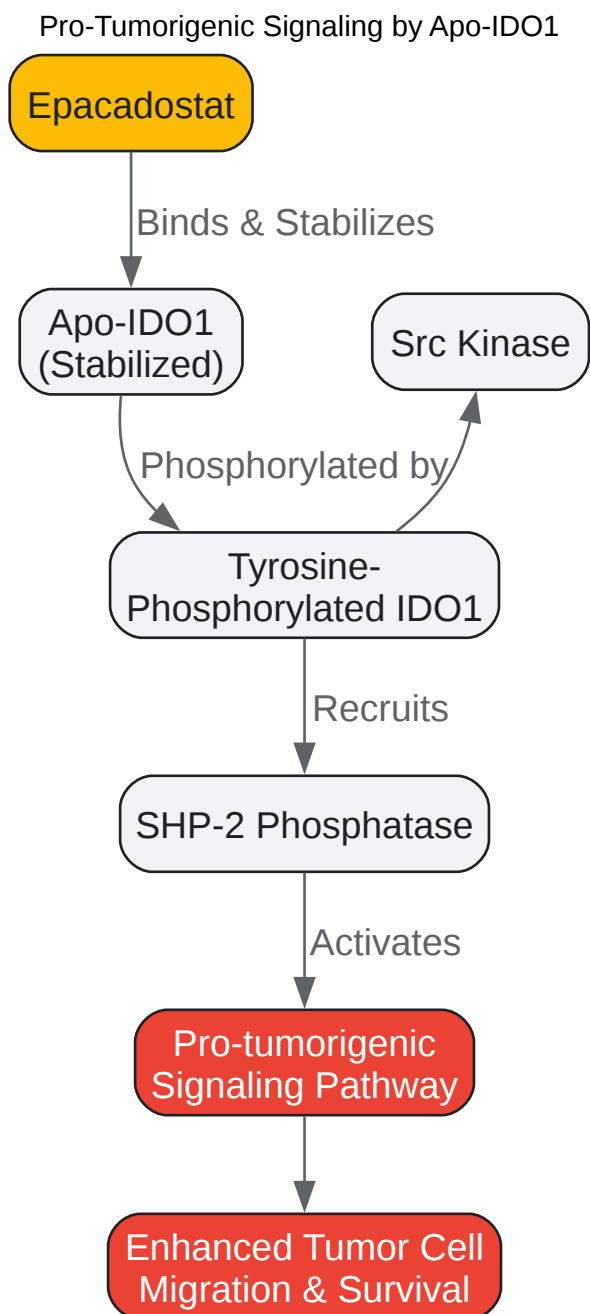 Pro-Tumorigenic Signaling by Apo-IDO1
Epacadostat
Binds & Stabilizes
Apo-IDO1
(Stabilized)
Src Kinase
Phosphorylated by
Tyrosine-
Phosphorylated IDO1
Recruits
SHP-2 Phosphatase
Activates
Pro-tumorigenic
Signaling Pathway
Enhanced Tumor Cell
Migration & Survival